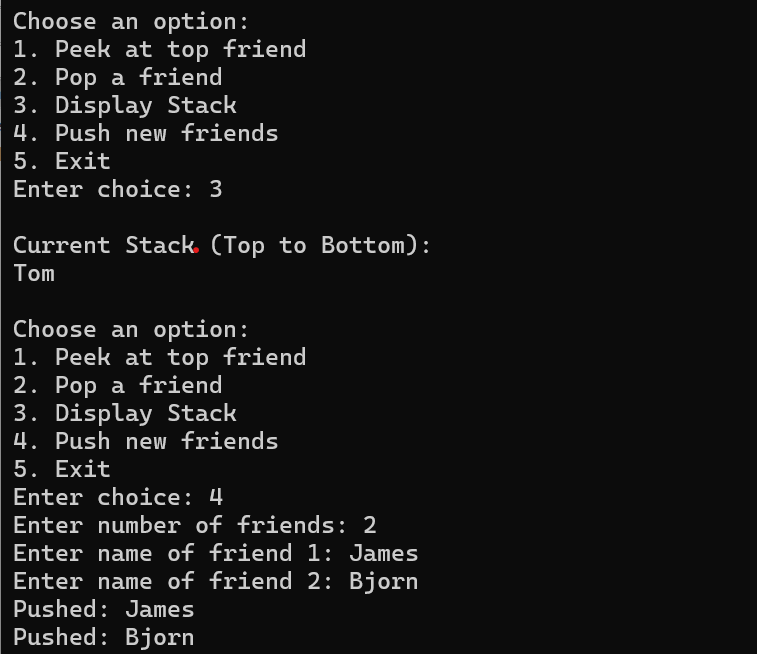 Choose an option:
1. Peek at top friend
2. Pop a friend
3. Display Stack
4. Push new friends
5. Exit
Enter choice: 3
Current Stack (Top to Bottom):
Tom
Choose an option:
1. Peek at top friend
2. Pop a friend
3. Display Stack
4. Push new friends
5. Exit
Enter choice: 4
Enter number of friends: 2
Enter name of friend 1: James
Enter name of friend 2: Bjorn
Pushed: James
Pushed: Bjorn